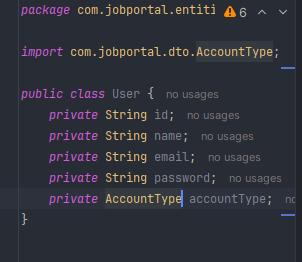 package com.jobportal.entiti 6
import com.jobportal.dto.AccountType;
public class User { no usages
private String id; no usages
private String name; no usages
private String email; no usages
private String password; no usages
private AccountType accountType; no
}